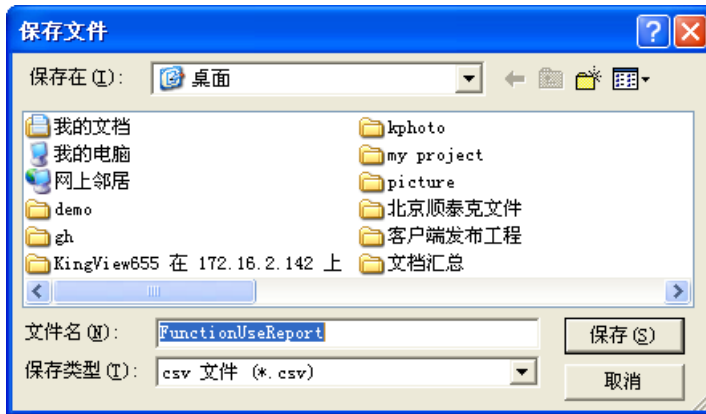 保存文件
保存在(I): 桌面
我的文档
我的电脑
网上邻居
demo
gh
KingView655 在 172.16.2.142 上
kphoto
my project
picture
北京顺泰克文件
客户端发布工程
文档汇总
文件名(N): FunctionUseReport 保存(S)
保存类型(T): csv 文件 (*.csv) 取消